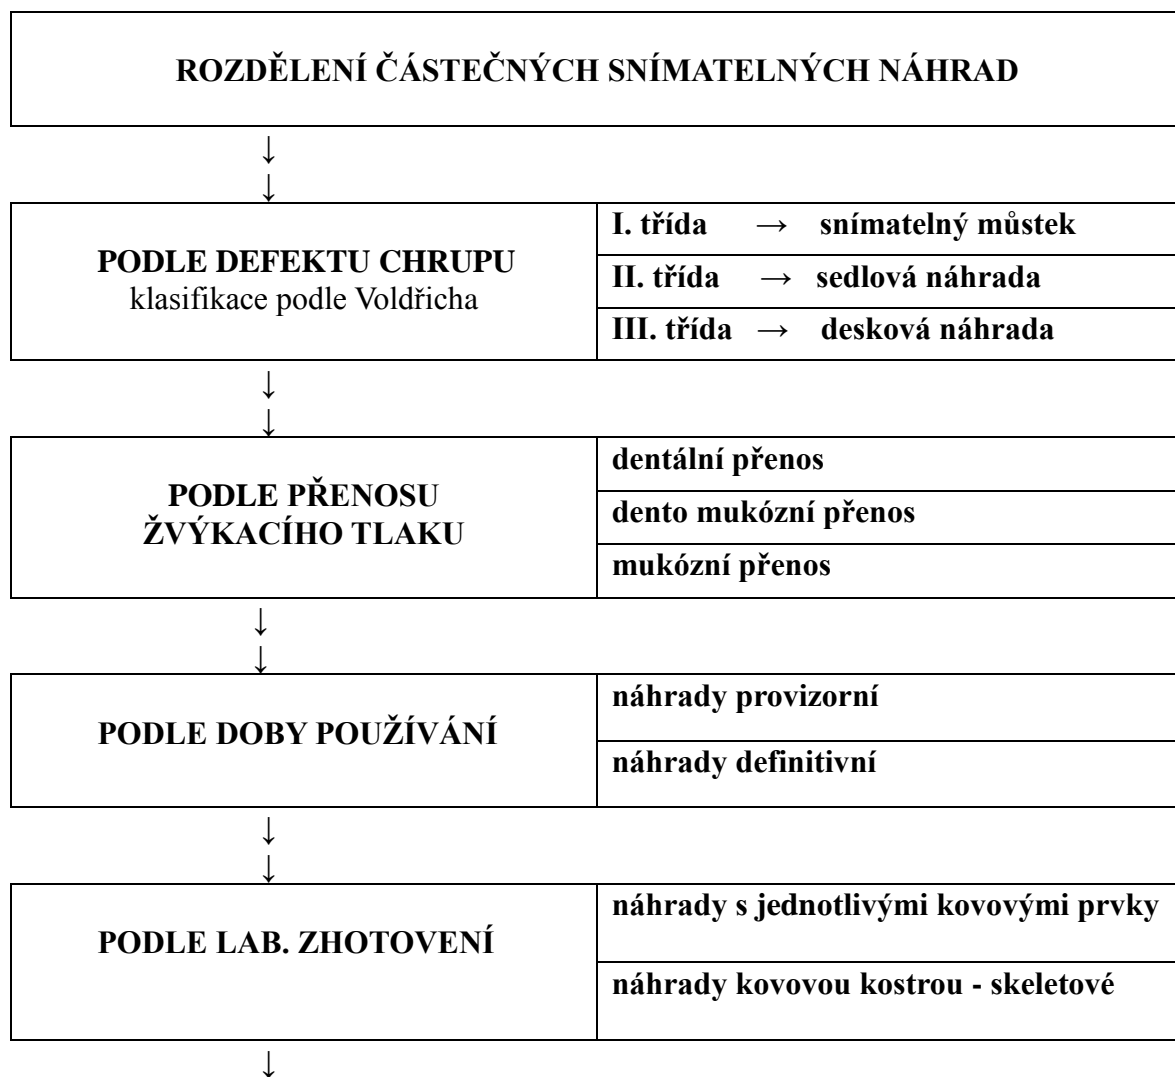 ROZDĚLENÍ ČÁSTEČNÝCH SNÍMATELNÝCH NÁHRAD
↓
↓
PODLE DEFEKTU CHRUPU
klasifikace podle Voldřicha
I. třída → snímatelný můstek
II. třída → sedlová náhrada
III. třída → desková náhrada
↓
↓
PODLE PŘENOSU
ŽVÝKACÍHO TLAKU
dentální přenos
dento mukózní přenos
mukózní přenos
↓
↓
PODLE DOBY POUŽÍVÁNÍ
náhrady provizorní
náhrady definitivní
↓
↓
PODLE LAB. ZHOTOVENÍ
náhrady s jednotlivými kovovými prvky
náhrady kovovou kostrou - skeletové
↓